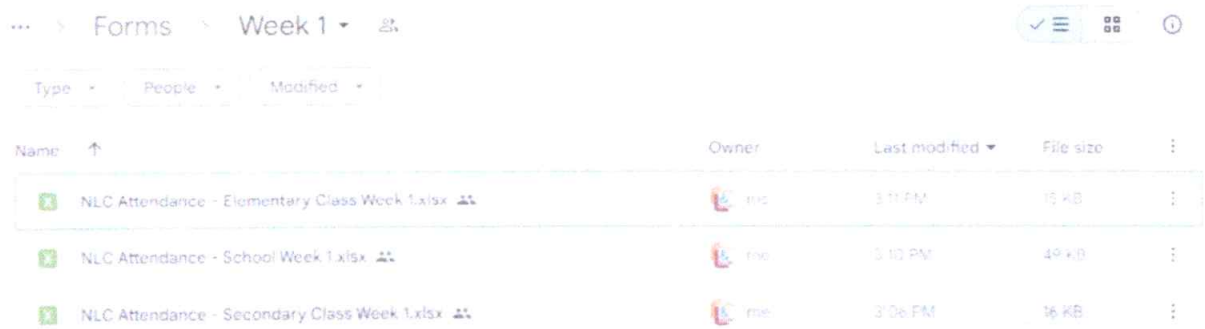 ... > Forms > Week 1
Type People Modified
Name ↑ Owner Last modified File size
NLC Attendance - Elementary Class Week 1.xlsx me 3:11 PM 15 KB
NLC Attendance - School Week 1.xlsx me 3:10 PM 49 KB
NLC Attendance - Secondary Class Week 1.xlsx me 3:06 PM 16 KB